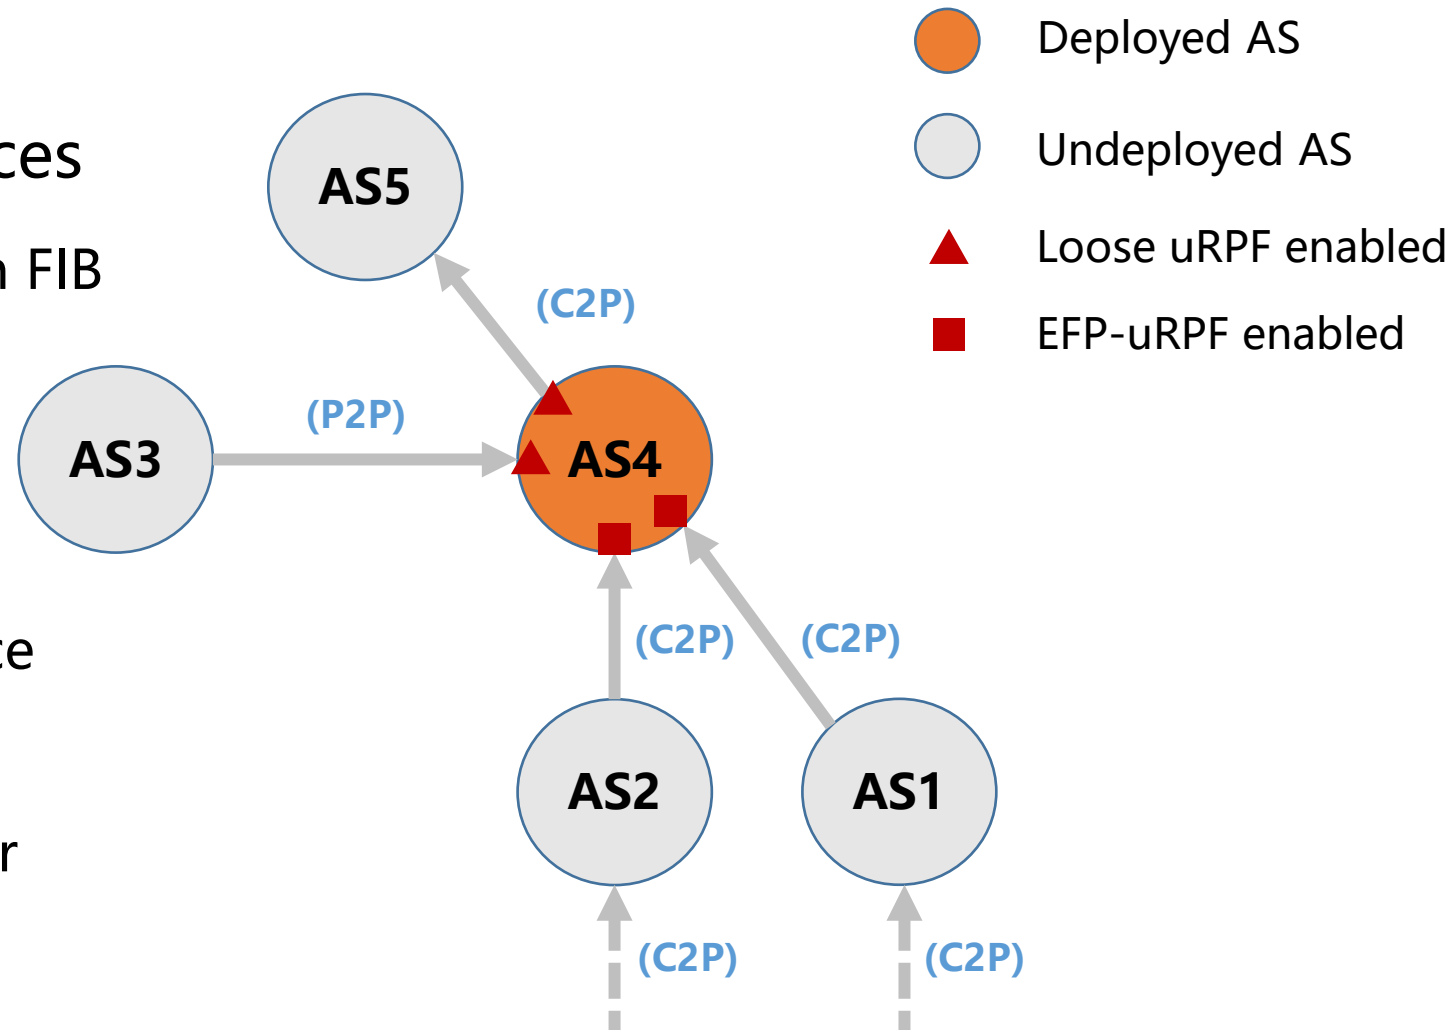 Deployed AS
Undeployed AS
Loose uRPF enabled
EFP-uRPF enabled
ces
FIB
AS5
(C2P)
(P2P)
AS3
AS4
ce
(C2P)
(C2P)
AS2
AS1
r
(C2P)
(C2P)